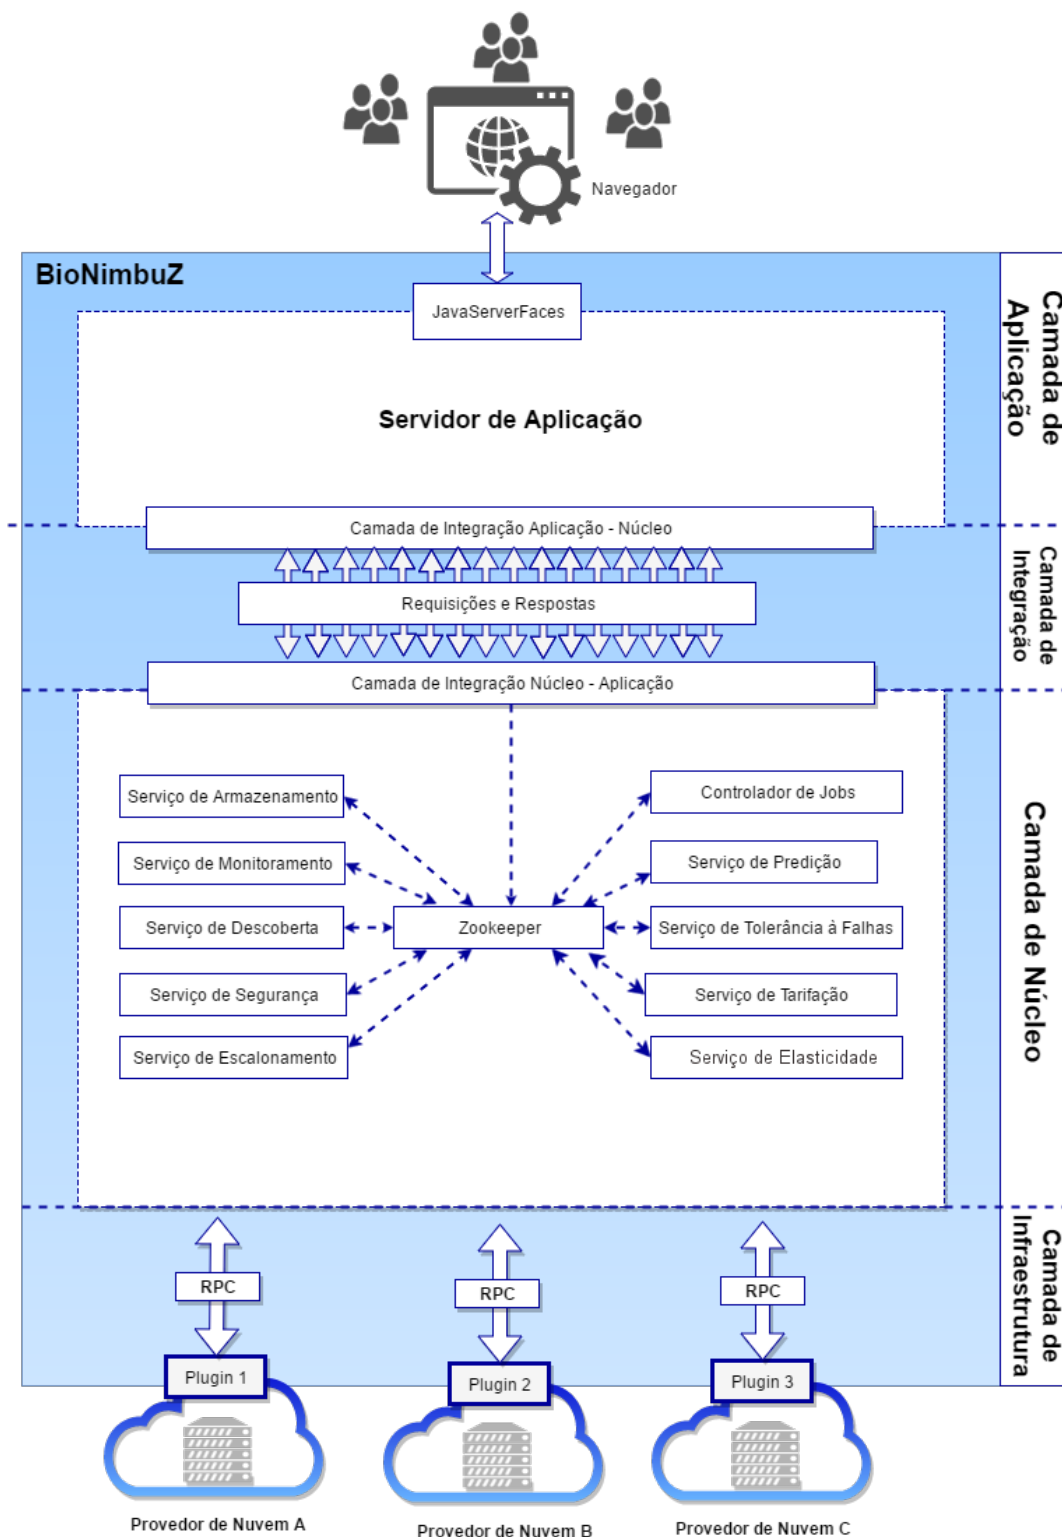 Navegador
BioNimbuZ
JavaServerFaces
Camada de
Aplicação
Servidor de Aplicação
Camada de Integração Aplicação - Núcleo
Requisições e Respostas
Camada de
Integração
Camada de Integração Núcleo - Aplicação
Serviço de Armazenamento
Controlador de Jobs
Serviço de Monitoramento
Serviço de Predição
Serviço de Descoberta
Zookeeper
Serviço de Tolerância à Falhas
Camada de Núcleo
Serviço de Segurança
Serviço de Tarifação
Serviço de Escalonamento
Serviço de Elasticidade
RPC
RPC
RPC
Camada de
Infraestrutura
Plugin 1
Plugin 2
Plugin 3
Provedor de Nuvem A
Provedor de Nuvem B
Provedor de Nuvem C